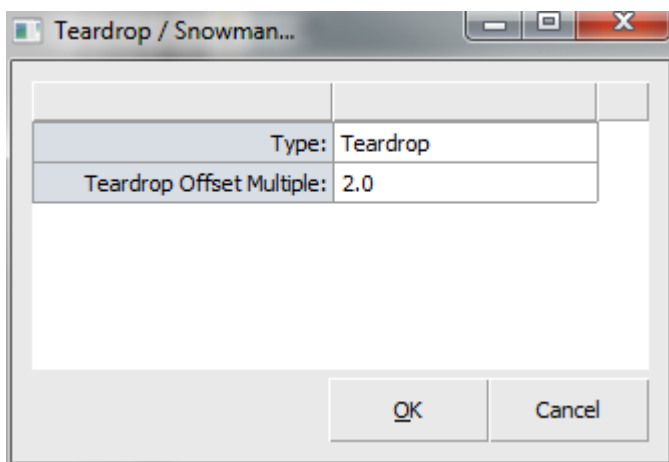 Teardrop / Snowman...
Type: Teardrop
Teardrop Offset Multiple: 2.0
OK Cancel